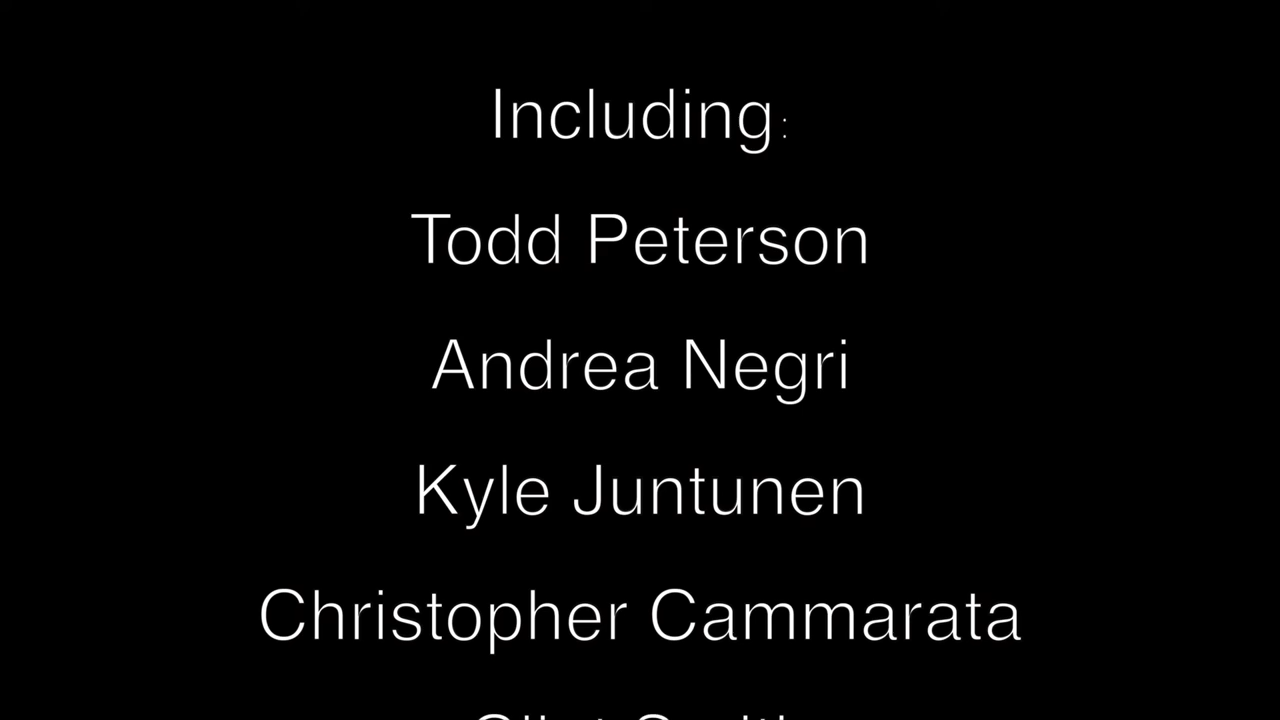 Including:
Todd Peterson
Andrea Negri
Kyle Juntunen
Christopher Cammarata